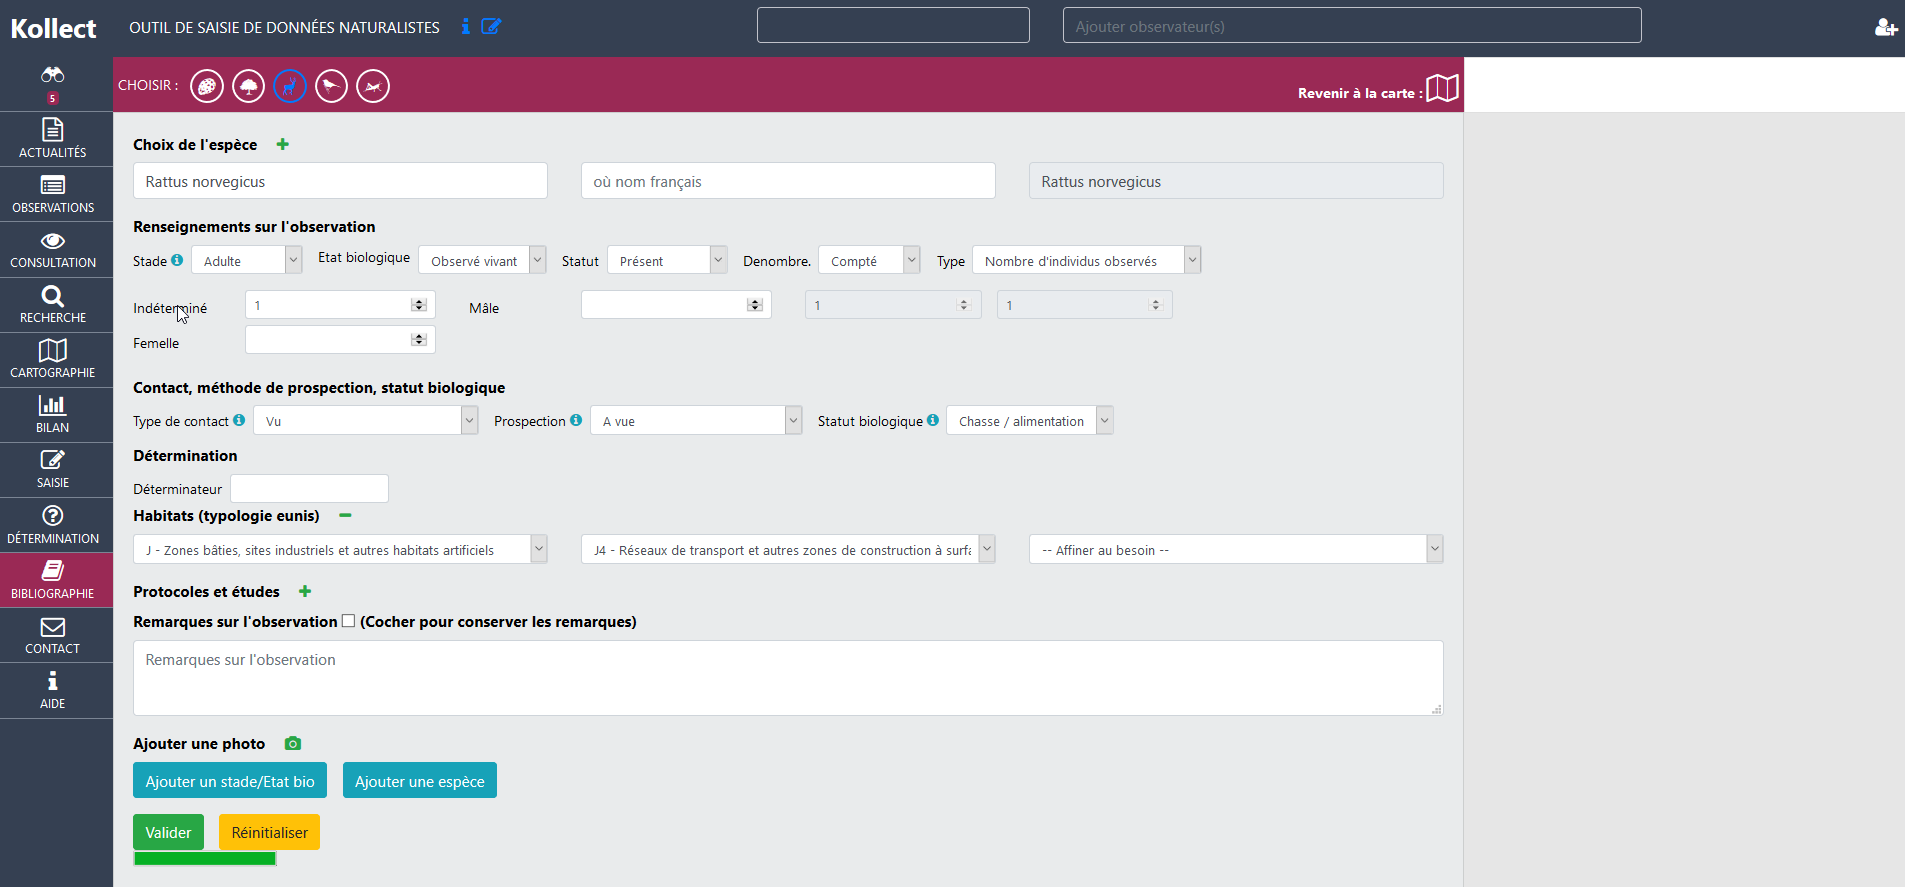 Kollect
OUTIL DE SAISIE DE DONNÉES NATURALISTES
Ajouter observateur(s)
5
ACTUALITÉS
OBSERVATIONS
CONSULTATION
RECHERCHE
CARTOGRAPHIE
BILAN
SAISIE
DÉTERMINATION
BIBLIOGRAPHIE
CONTACT
AIDE
CHOISIR :
Revenir à la carte :
Choix de l'espèce
Rattus norvegicus
où nom français
Rattus norvegicus
Renseignements sur l'observation
Stade Adulte Etat biologique Observé vivant Statut Présent Denombre. Compté Type Nombre d'individus observés
Indéterminé 1 Mâle 1 1
Femelle
Contact, méthode de prospection, statut biologique
Type de contact Vu Prospection A vue Statut biologique Chasse / alimentation
Détermination
Déterminateur
Habitats (typologie eunis)
J - Zones bâties, sites industriels et autres habitats artificiels
J4 - Réseaux de transport et autres zones de construction à surfa
-- Affiner au besoin --
Protocoles et études
Remarques sur l'observation (Cocher pour conserver les remarques)
Remarques sur l'observation
Ajouter une photo
Ajouter un stade/Etat bio
Ajouter une espèce
Valider
Réinitialiser